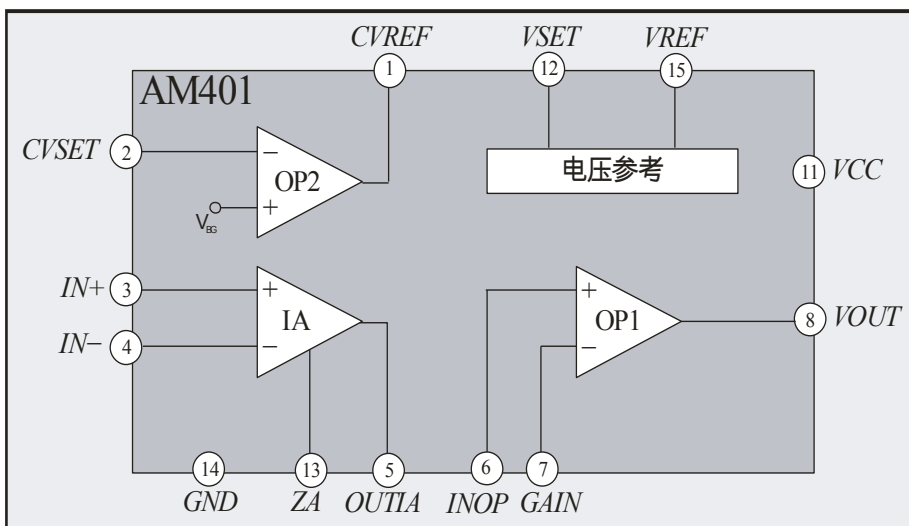 CVREF
VSET
VREF
1
12
15
AM401
CVSET
2
−
OP2
+
VBG
电压参考
11
VCC
IN+
3
+
IA
−
IN−
4
+
OP1
−
8
VOUT
14
13
5
6
7
GND
ZA
OUTIA
INOP
GAIN